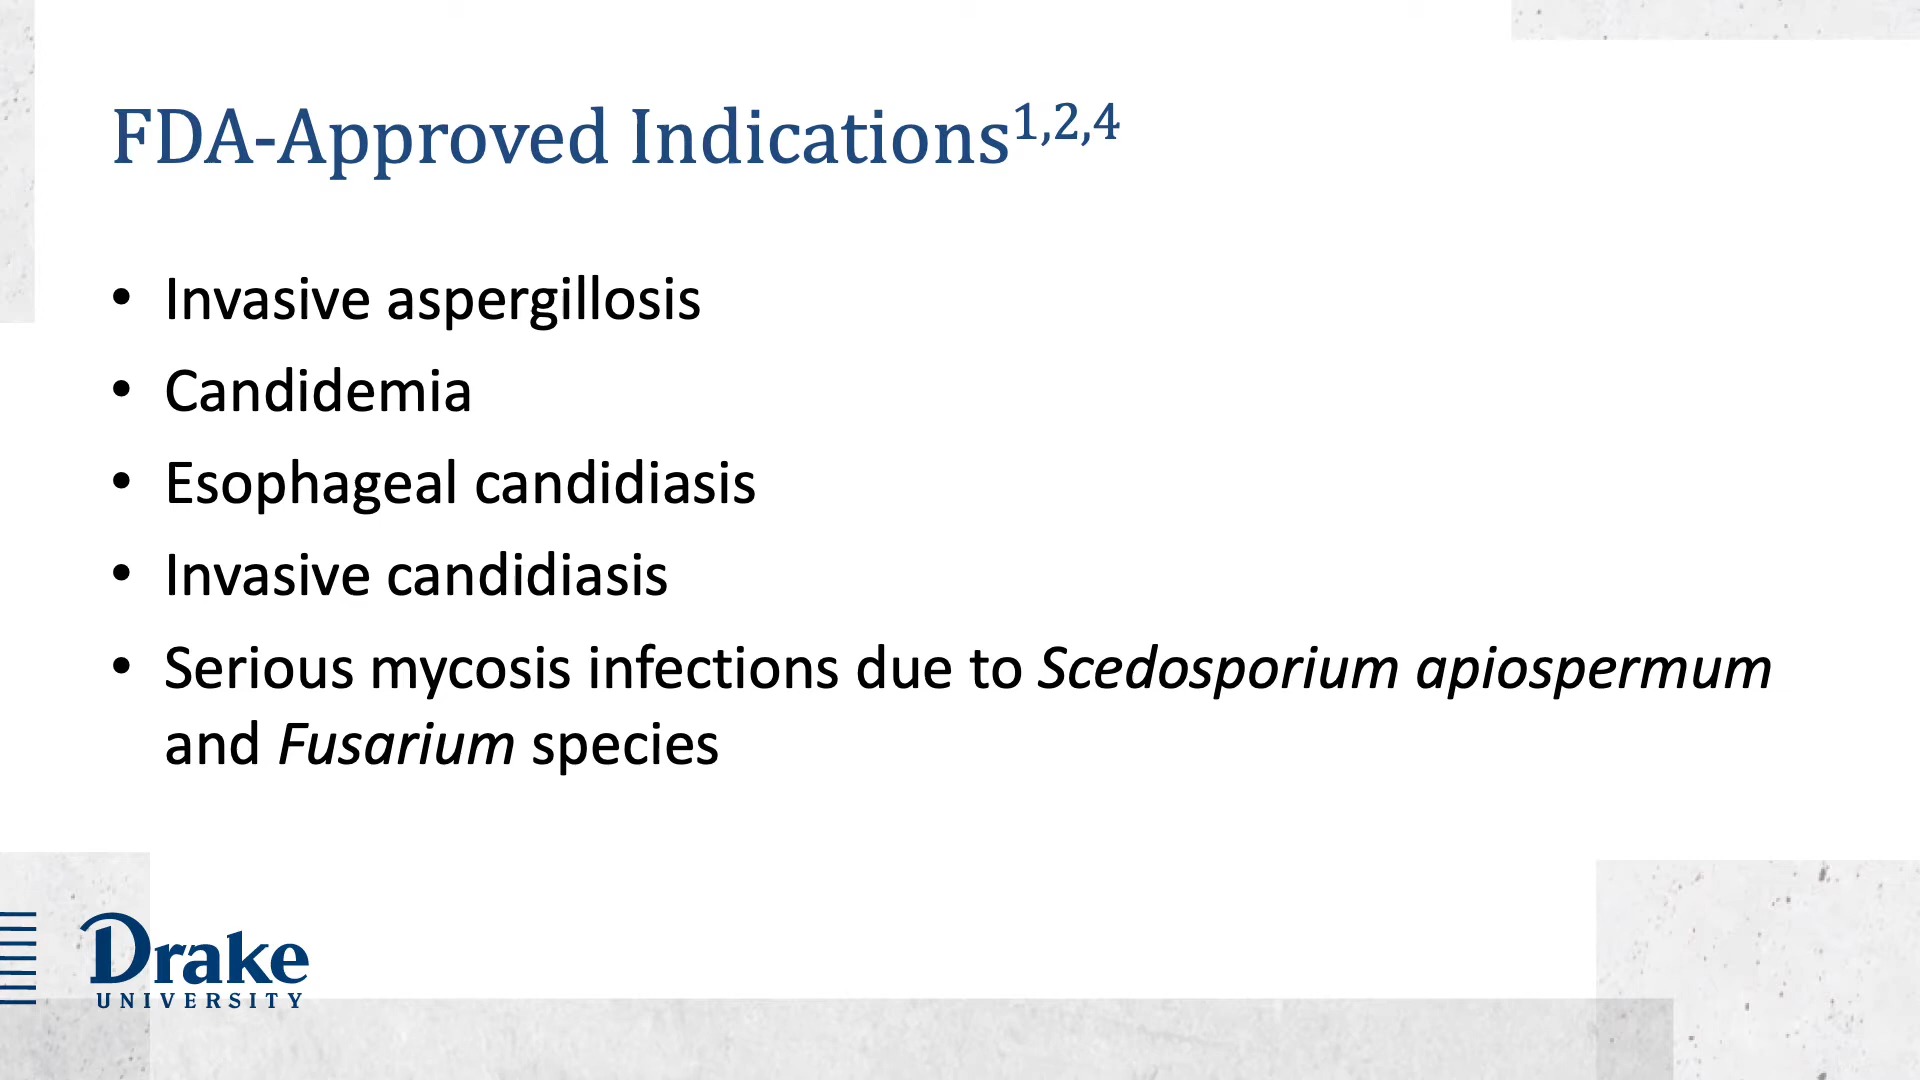 FDA-Approved Indications1,2,4
• Invasive aspergillosis
• Candidemia
• Esophageal candidiasis
• Invasive candidiasis
• Serious mycosis infections due to Scedosporium apiospermum
and Fusarium species
Drake
UNIVERSITY